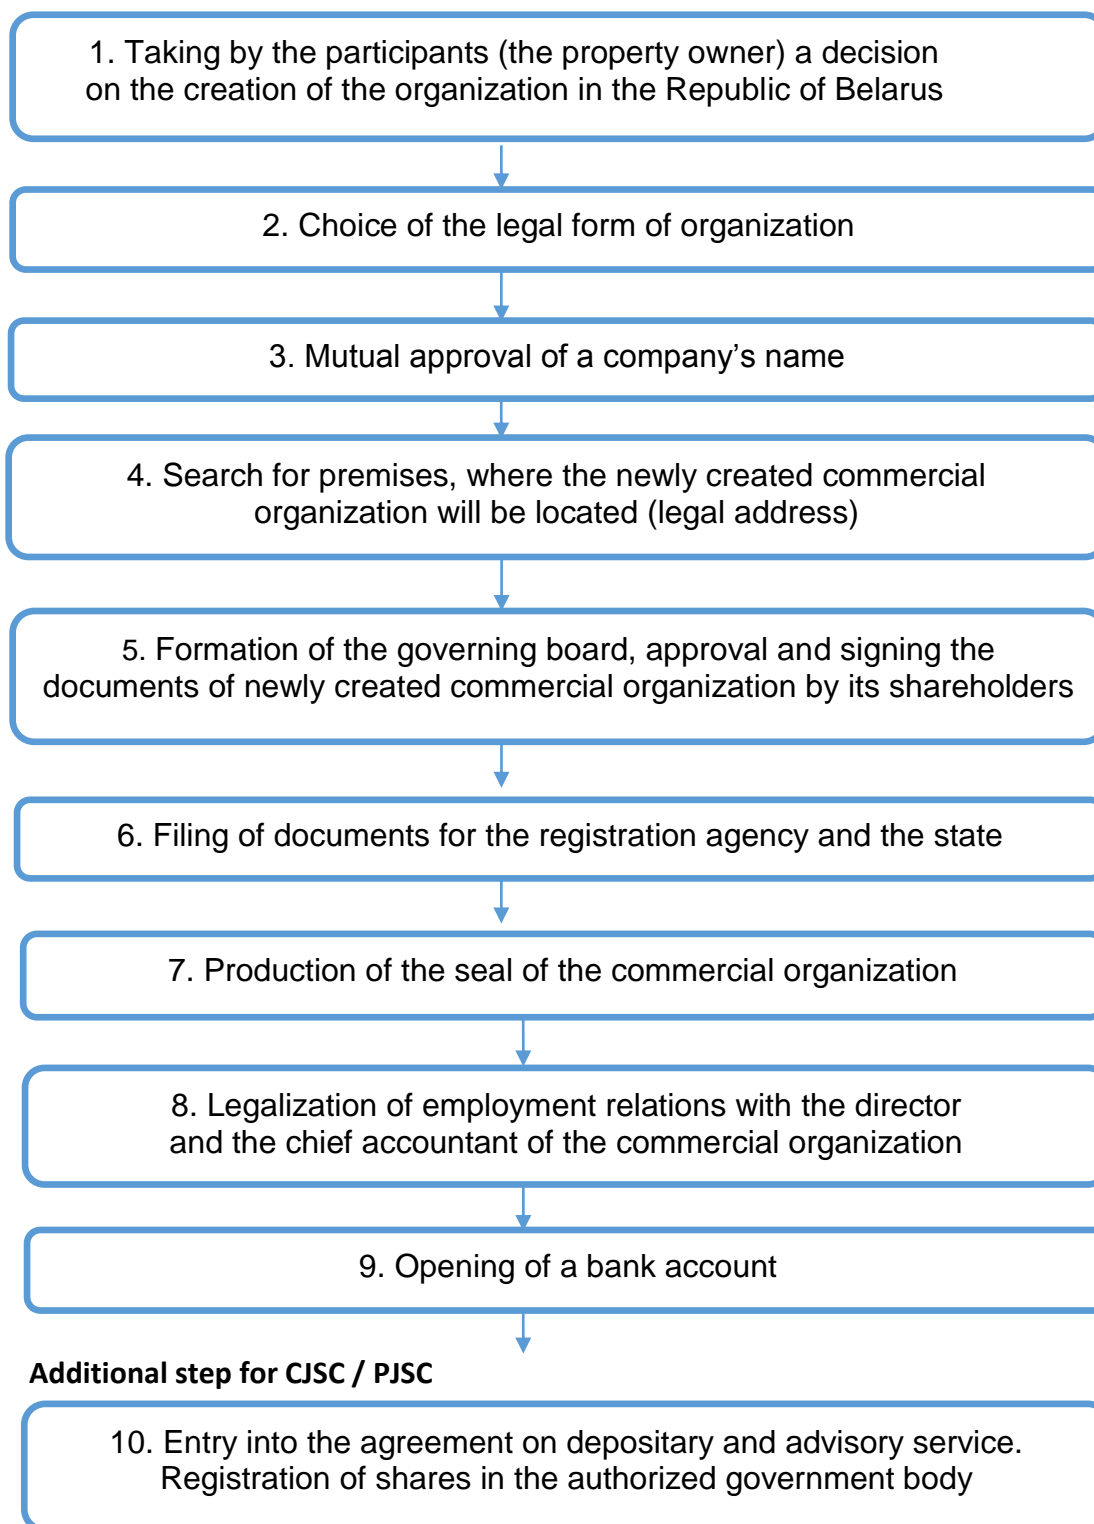 1. Taking by the participants (the property owner) a decision
on the creation of the organization in the Republic of Belarus
2. Choice of the legal form of organization
3. Mutual approval of a company’s name
4. Search for premises, where the newly created commercial
organization will be located (legal address)
5. Formation of the governing board, approval and signing the
documents of newly created commercial organization by its shareholders
6. Filing of documents for the registration agency and the state
7. Production of the seal of the commercial organization
8. Legalization of employment relations with the director
and the chief accountant of the commercial organization
9. Opening of a bank account
Additional step for CJSC / PJSC
10. Entry into the agreement on depositary and advisory service.
Registration of shares in the authorized government body